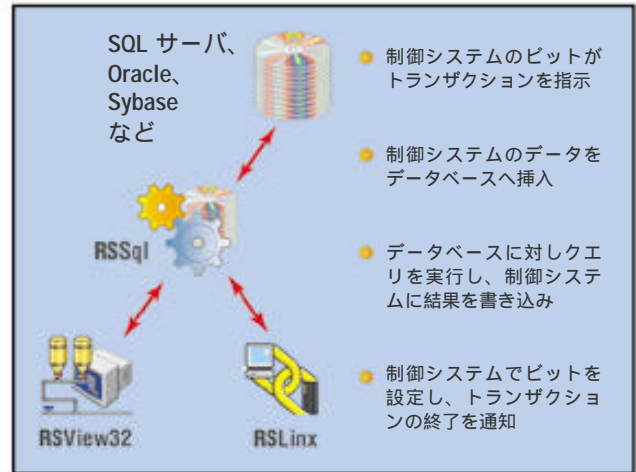 SQL サーバ、
Oracle、
Sybase
など
RSSql
RSView32
RSLinx
制御システムのビットが
トランザクションを指示
制御システムのデータを
データベースへ挿入
データベースに対しクエ
リを実行し、制御システ
ムに結果を書き込み
制御システムでビットを
設定し、トランザクショ
ンの終了を通知